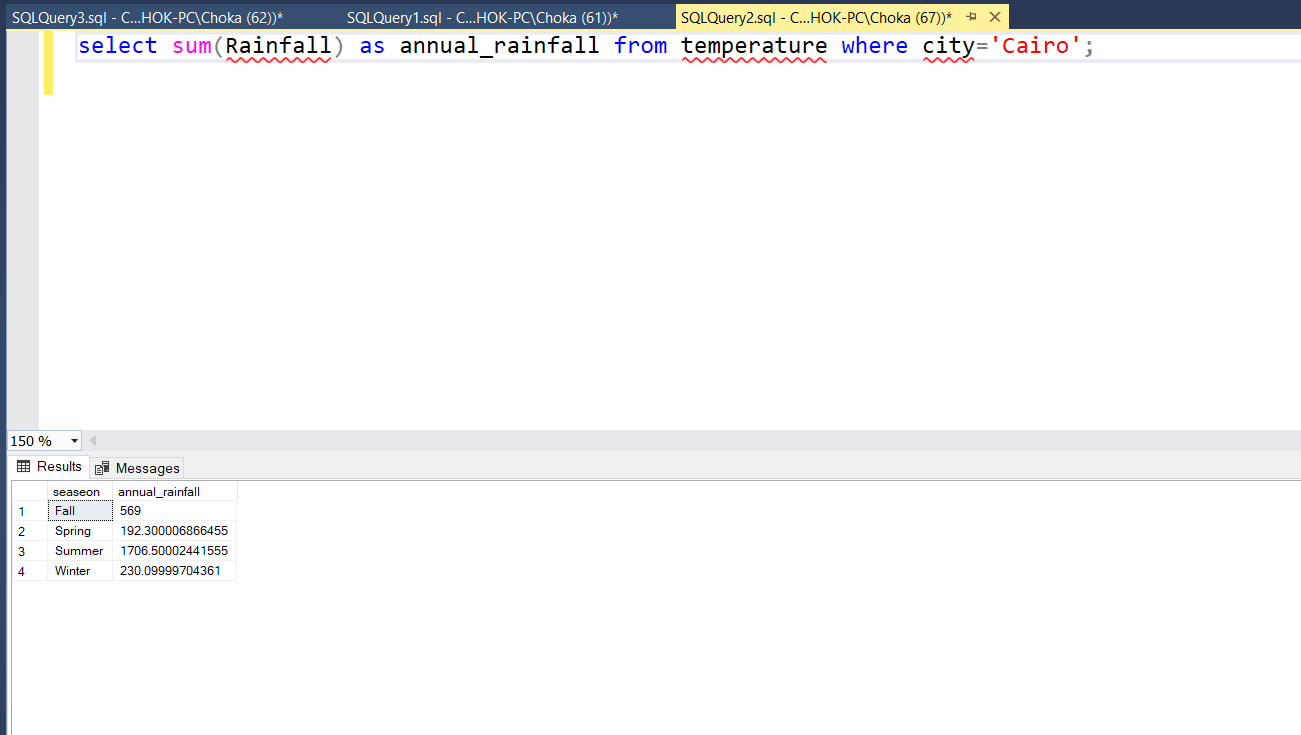 SQLQuery3.sql - C...HOK-PC\Choka (62))* SQLQuery1.sql - C...HOK-PC\Choka (61))* SQLQuery2.sql - C...HOK-PC\Choka (67))*
select sum(Rainfall) as annual_rainfall from temperature where city='Cairo';
150 %
Results Messages
seaseon annual_rainfall
1 Fall 569
2 Spring 192.300006866455
3 Summer 1706.50002441555
4 Winter 230.09999704361